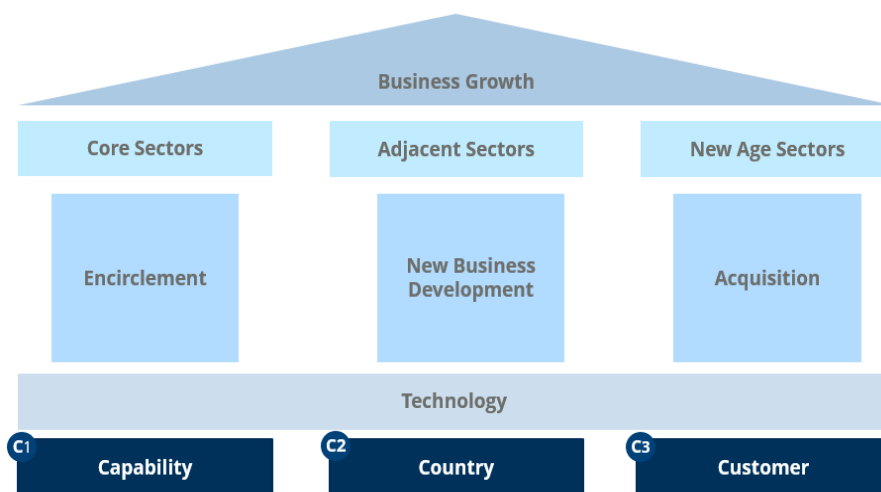 Business Growth
Core Sectors
Adjacent Sectors
New Age Sectors
Encirclement
New Business
Development
Acquisition
Technology
C1
Capability
C2
Country
C3
Customer